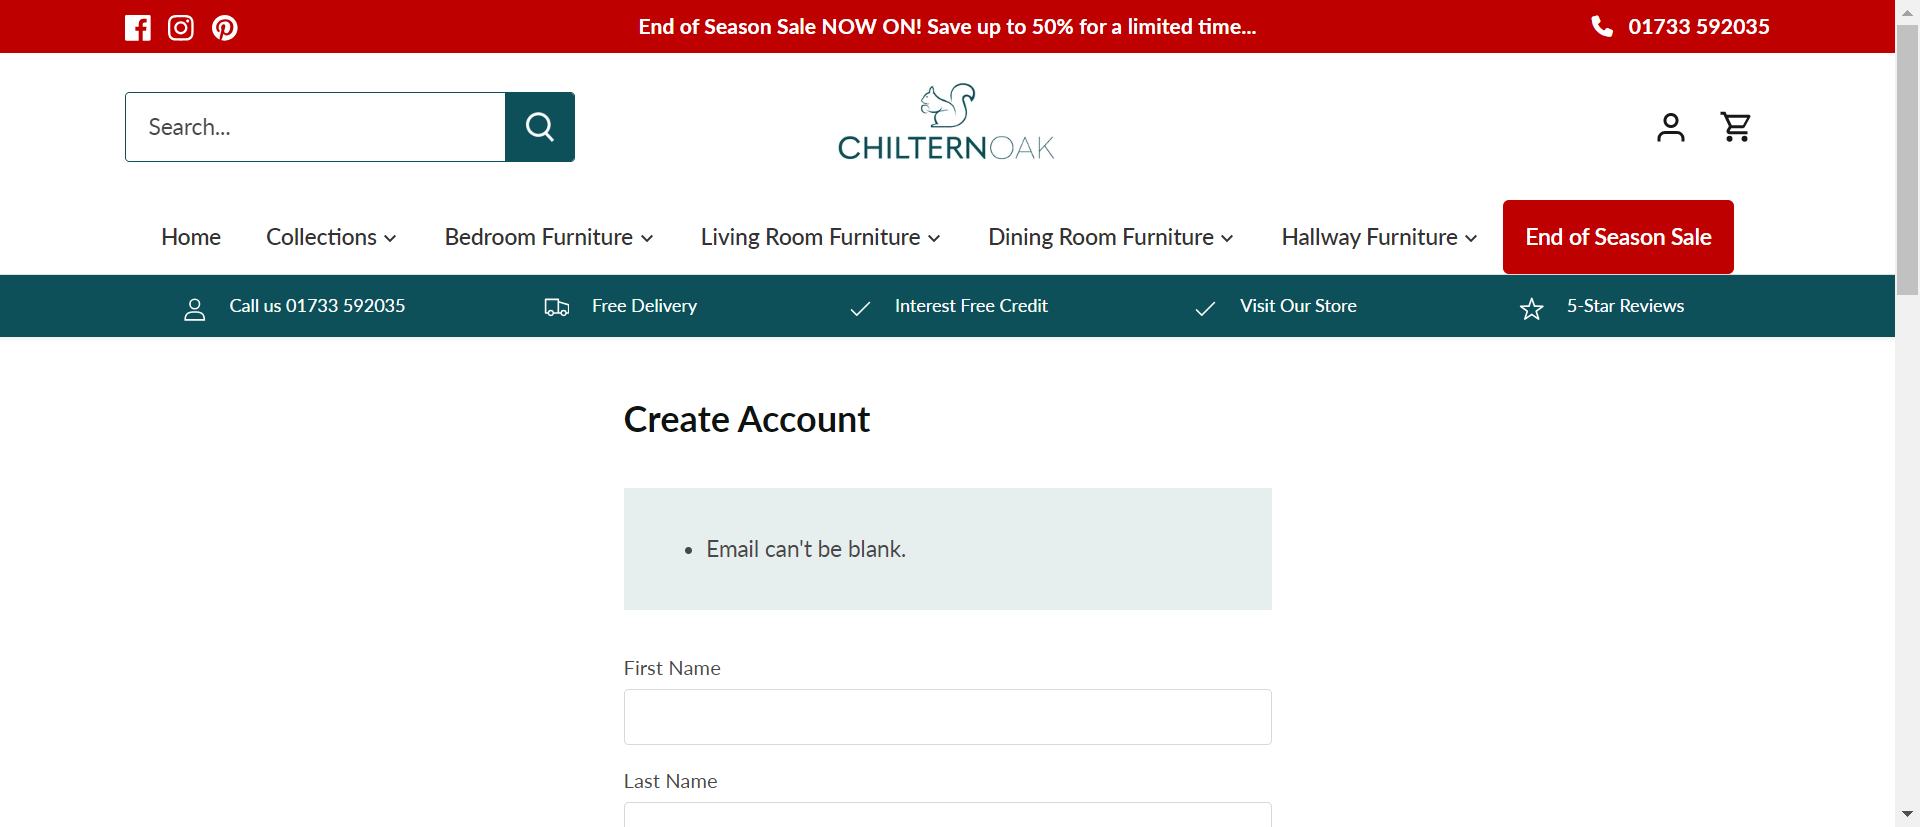 End of Season Sale NOW ON! Save up to 50% for a limited time...
01733 592035
Search...
CHILTERNOAK
Home
Collections
Bedroom Furniture
Living Room Furniture
Dining Room Furniture
Hallway Furniture
End of Season Sale
Call us 01733 592035
Free Delivery
Interest Free Credit
Visit Our Store
5-Star Reviews
Create Account
• Email can't be blank.
First Name
Last Name